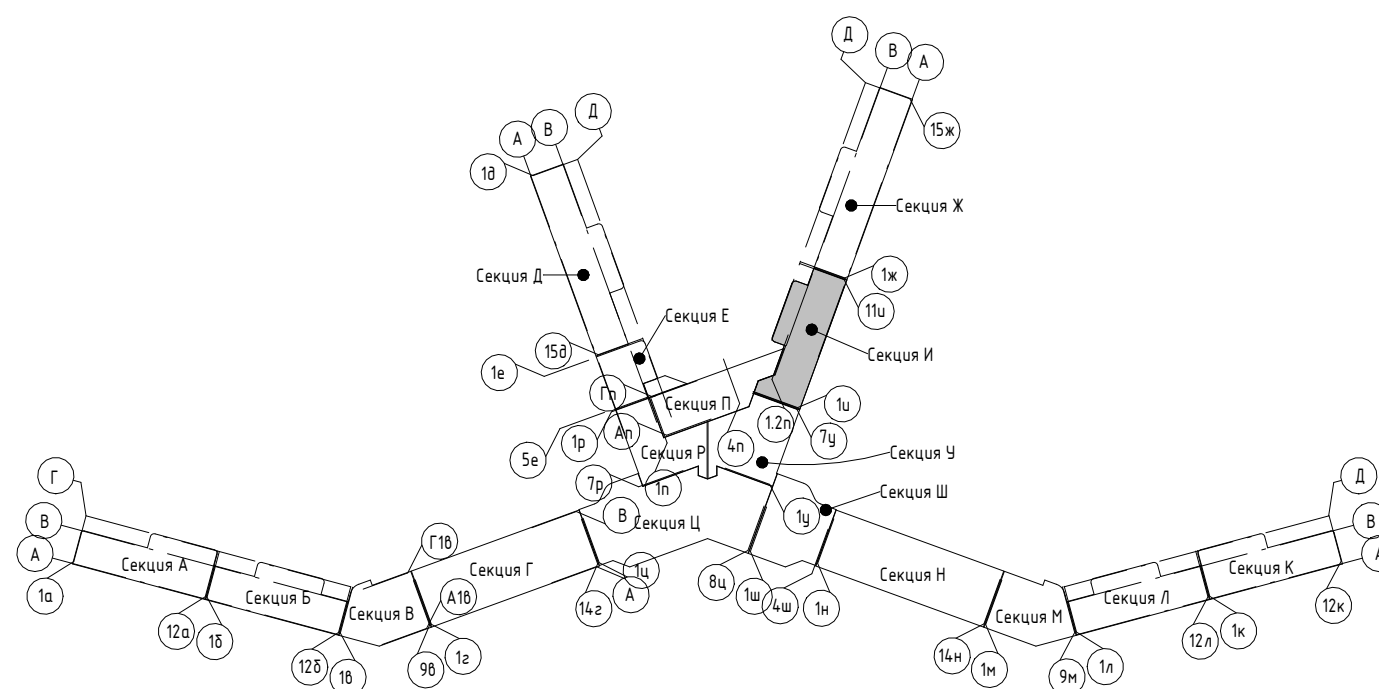 Д
В
А
15ж
Д
В
А
1д
Секция Ж
Секция Д
1ж
11и
Секция Е
Секция И
15д
1е
Гп
Секция П
1и
1.2п
7у
Ап
1р
4п
5е
Секция Р
Секция У
7р
1п
Секция Ш
Г
Д
В
В
Секция Ц
1у
В
А
Г1в
А
Секция А
Секция Г
1ц
Секция Н
Секция К
1а
Секция Б
А1в
14г
А
8ц
1ш
4ш
1н
Секция Л
12к
Секция В
Секция М
12а
1б
12л
1к
12б
1в
9в
1г
14н
1м
9м
1л